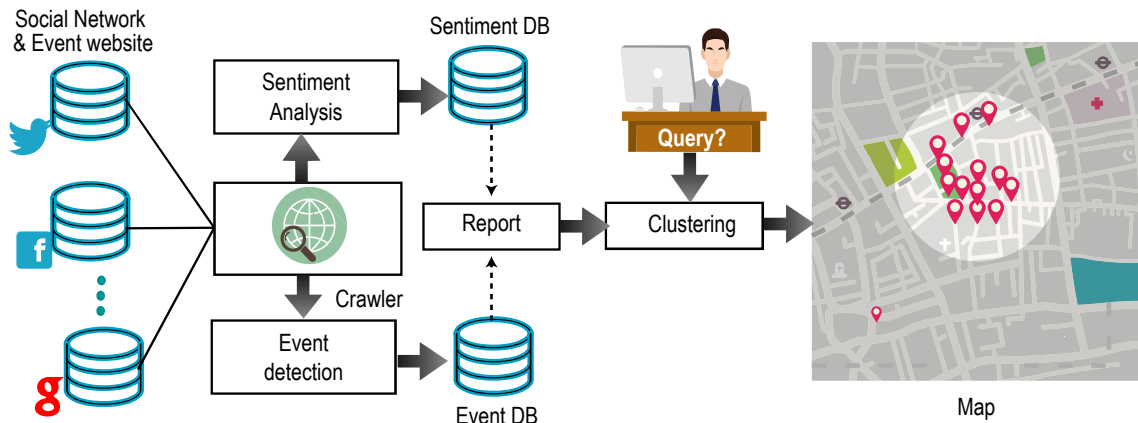 Social Network
& Event website
Sentiment DB
Sentiment
Analysis
Query?
f
Report
Clustering
Crawler
g
Event
detection
Event DB
Map